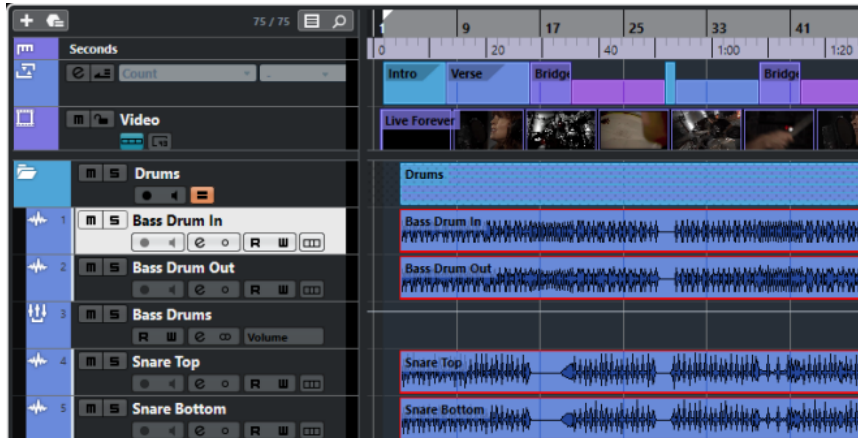 75 / 75
1 9 17 25 33 41
Seconds 0 20 40 1:00 1:20
e Count - Intro Verse Bridge Bridge
m Video Live Forever
m S Drums Drums
1 m S Bass Drum In Bass Drum In
e R W
2 m S Bass Drum Out Bass Drum Out
e R W
3 m S Bass Drums
R W e Volume
4 m S Snare Top Snare Top
e R W
5 m S Snare Bottom Snare Bottom
e R W